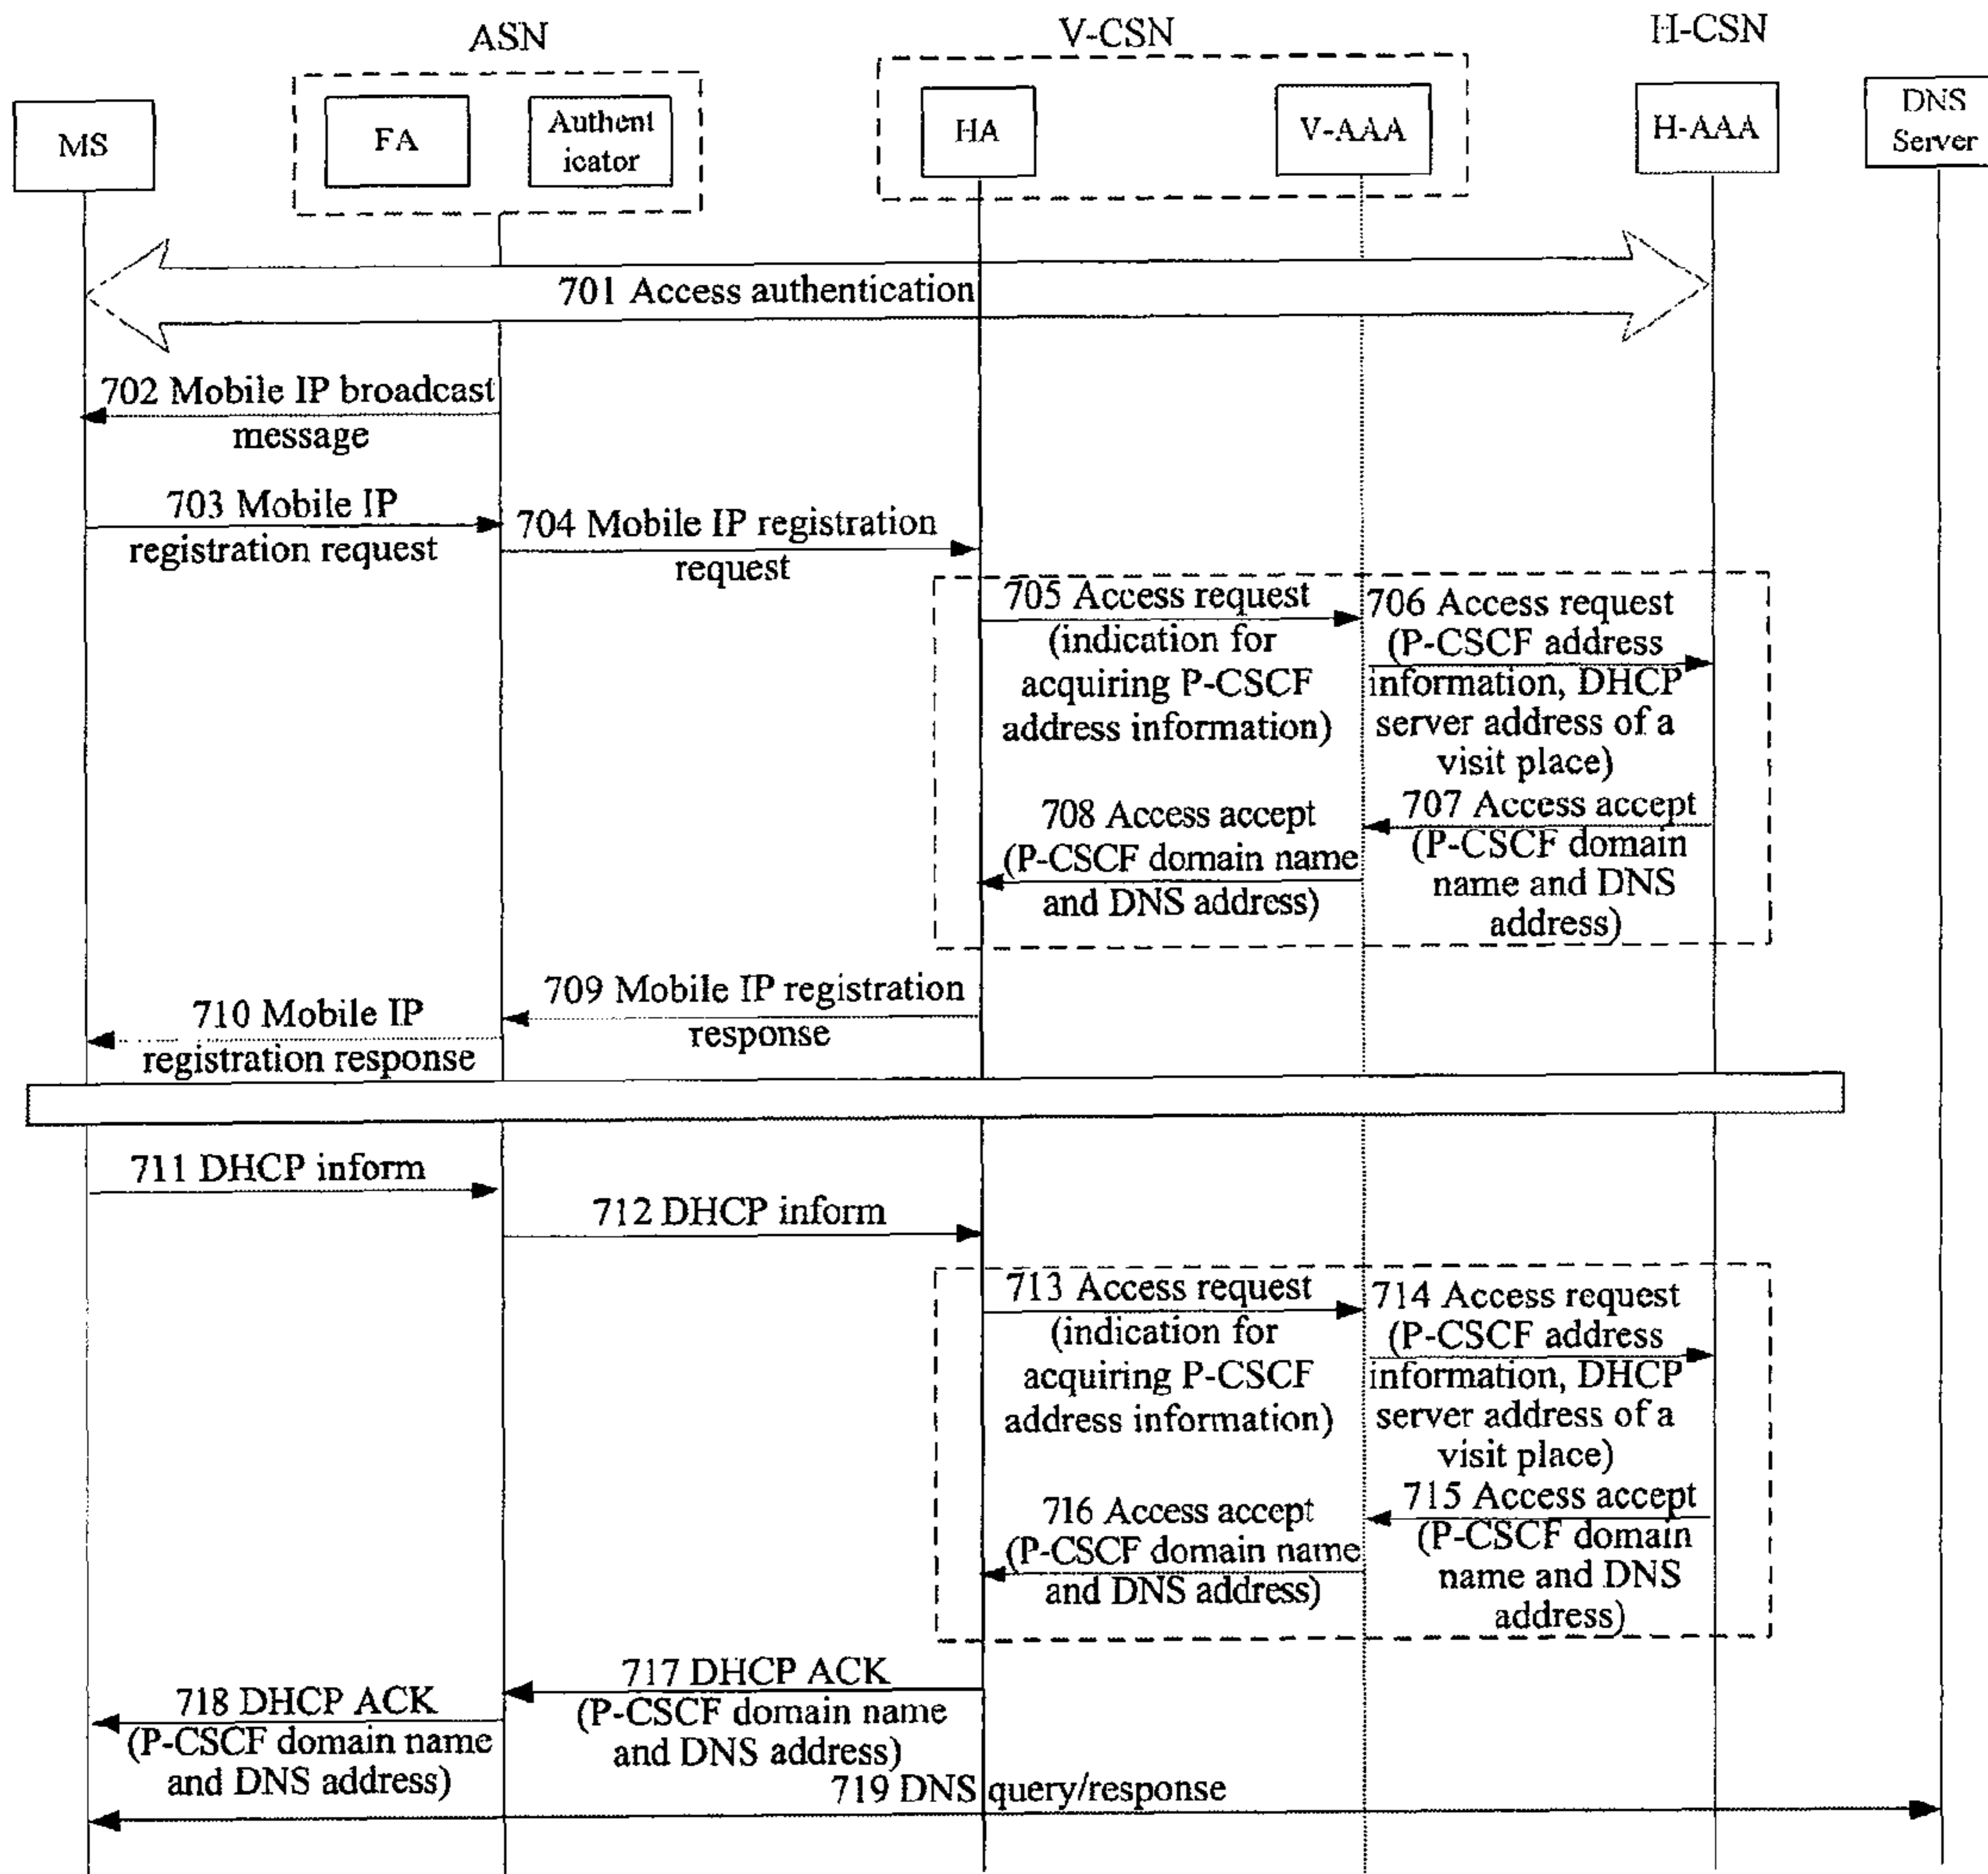 ASN
V-CSN
H-CSN
MS
FA
Authent
icator
HA
V-AAA
H-AAA
DNS
Server
701 Access authentication
702 Mobile IP broadcast
message
703 Mobile IP
registration request
704 Mobile IP registration
request
705 Access request
(indication for
acquiring P-CSCF
address information)
706 Access request
(P-CSCF address
information, DHCP
server address of a
visit place)
707 Access accept
(P-CSCF domain
name and DNS
address)
708 Access accept
(P-CSCF domain name
and DNS address)
709 Mobile IP registration
response
710 Mobile IP
registration response
711 DHCP inform
712 DHCP inform
713 Access request
(indication for
acquiring P-CSCF
address information)
714 Access request
(P-CSCF address
information, DHCP
server address of a
visit place)
715 Access accept
(P-CSCF domain
name and DNS
address)
716 Access accept
(P-CSCF domain name
and DNS address)
717 DHCP ACK
(P-CSCF domain name
and DNS address)
718 DHCP ACK
(P-CSCF domain name
and DNS address)
719 DNS query/response